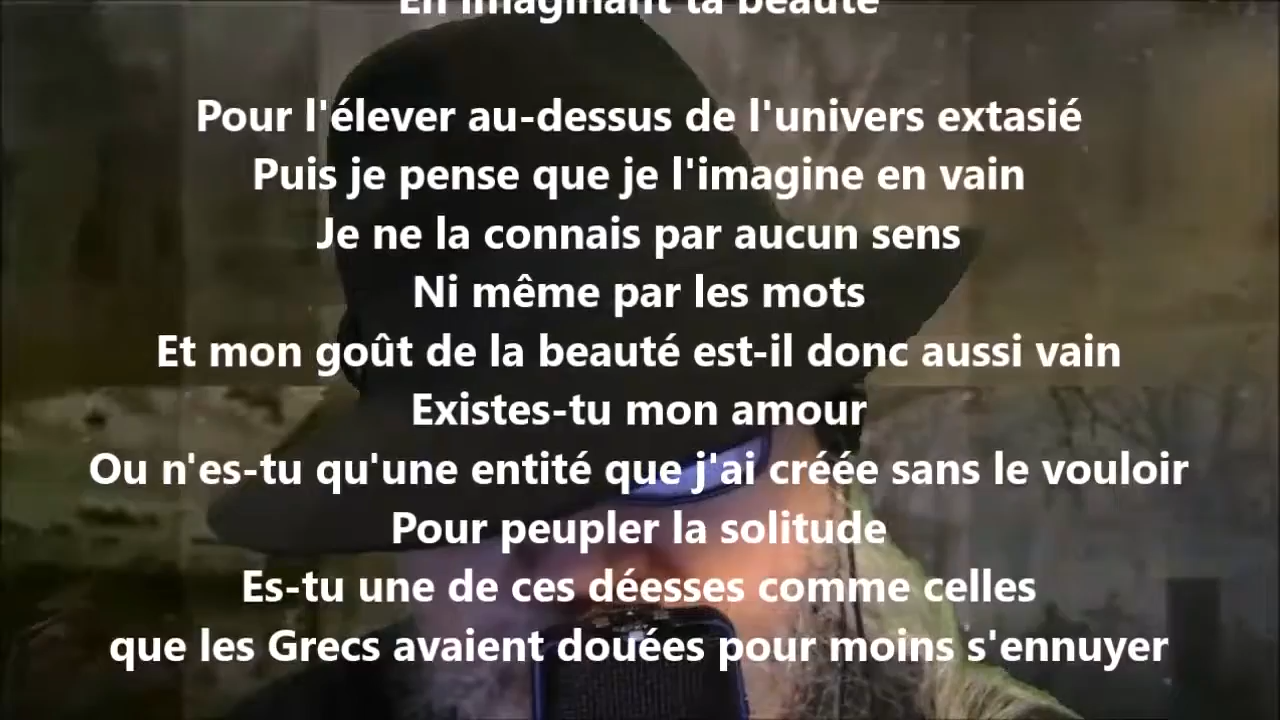 En imaginant ta beauté
Pour l'élever au-dessus de l'univers extasié
Puis je pense que je l'imagine en vain
Je ne la connais par aucun sens
Ni même par les mots
Et mon goût de la beauté est-il donc aussi vain
Existes-tu mon amour
Ou n'es-tu qu'une entité que j'ai créée sans le vouloir
Pour peupler la solitude
Es-tu une de ces déesses comme celles
que les Grecs avaient douées pour moins s'ennuyer